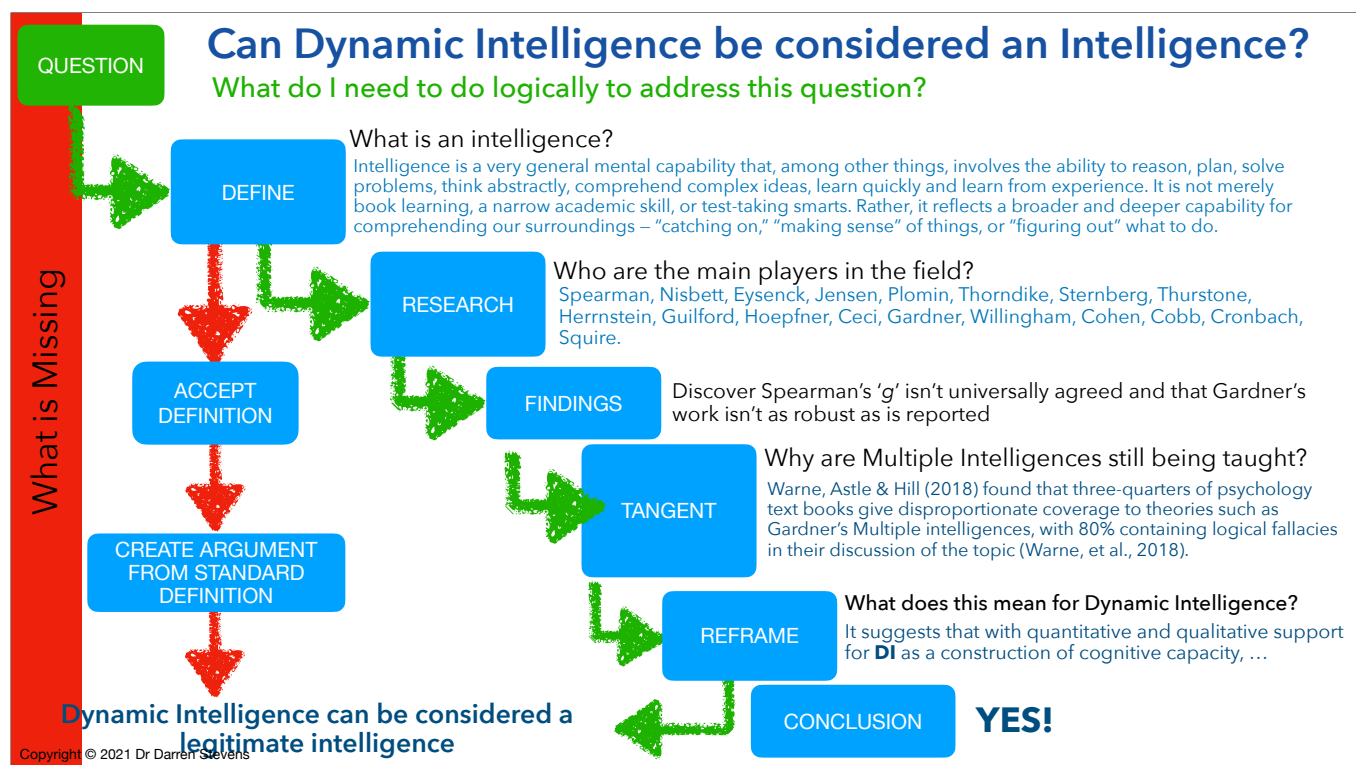 QUESTION
Can Dynamic Intelligence be considered an Intelligence?
What do I need to do logically to address this question?
What is Missing
DEFINE
What is an intelligence?
Intelligence is a very general mental capability that, among other things, involves the ability to reason, plan, solve
problems, think abstractly, comprehend complex ideas, learn quickly and learn from experience. It is not merely
book learning, a narrow academic skill, or test-taking smarts. Rather, it reflects a broader and deeper capability for
comprehending our surroundings – “catching on,” “making sense” of things, or “figuring out” what to do.
RESEARCH
Who are the main players in the field?
Spearman, Nisbett, Eysenck, Jensen, Plomin, Thorndike, Sternberg, Thurstone,
Herrnstein, Guilford, Hoepfner, Ceci, Gardner, Willingham, Cohen, Cobb, Cronbach,
Squire.
ACCEPT
DEFINITION
FINDINGS
Discover Spearman’s ‘g’ isn’t universally agreed and that Gardner’s
work isn’t as robust as is reported
TANGENT
Why are Multiple Intelligences still being taught?
Warne, Astle & Hill (2018) found that three-quarters of psychology
text books give disproportionate coverage to theories such as
Gardner’s Multiple intelligences, with 80% containing logical fallacies
in their discussion of the topic (Warne, et al., 2018).
CREATE ARGUMENT
FROM STANDARD
DEFINITION
REFRAME
What does this mean for Dynamic Intelligence?
It suggests that with quantitative and qualitative support
for DI as a construction of cognitive capacity, …
CONCLUSION
YES!
Dynamic Intelligence can be considered a
legitimate intelligence
Copyright © 2021 Dr Darren Stevens